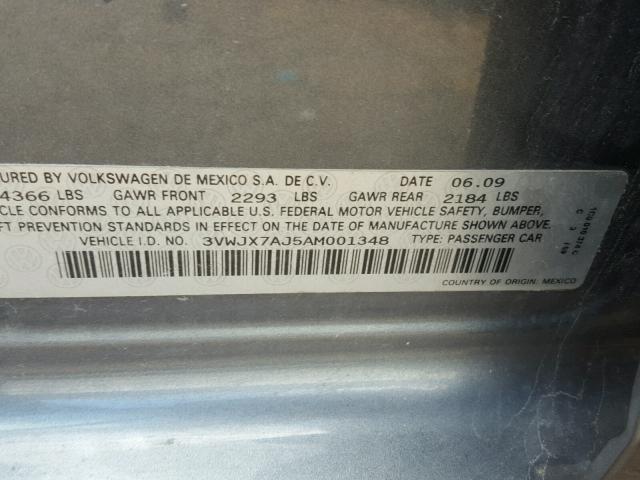 URED BY VOLKSWAGEN DE MEXICO S.A. DE C.V. DATE 06.09
4366 LBS GAWR FRONT 2293 LBS GAWR REAR 2184 LBS
ICLE CONFORMS TO ALL APPLICABLE U.S. FEDERAL MOTOR VEHICLE SAFETY, BUMPER,
FT PREVENTION STANDARDS IN EFFECT ON THE DATE OF MANUFACTURE SHOWN ABOVE.
VEHICLE I.D. NO. 3VWJX7AJ5AM001348 TYPE: PASSENGER CAR
COUNTRY OF ORIGIN. MEXICO